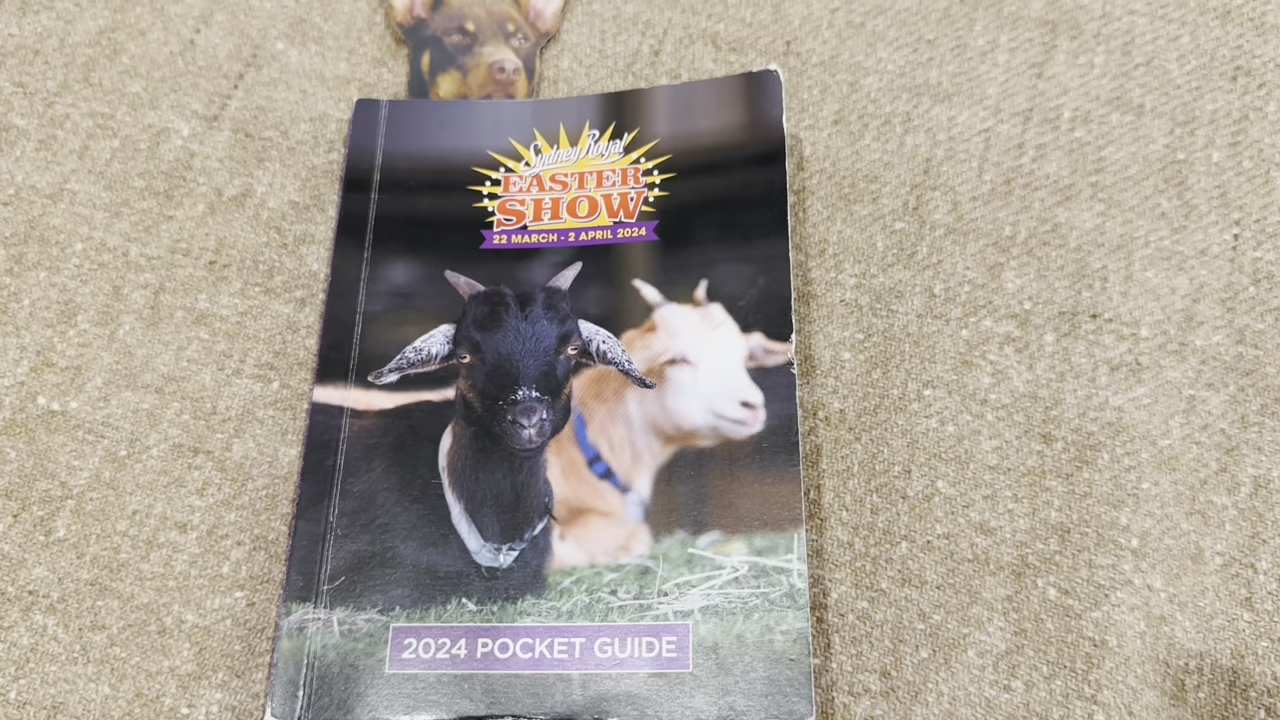 Sydney Royal
EASTER
SHOW
22 MARCH - 2 APRIL 2024
2024 POCKET GUIDE